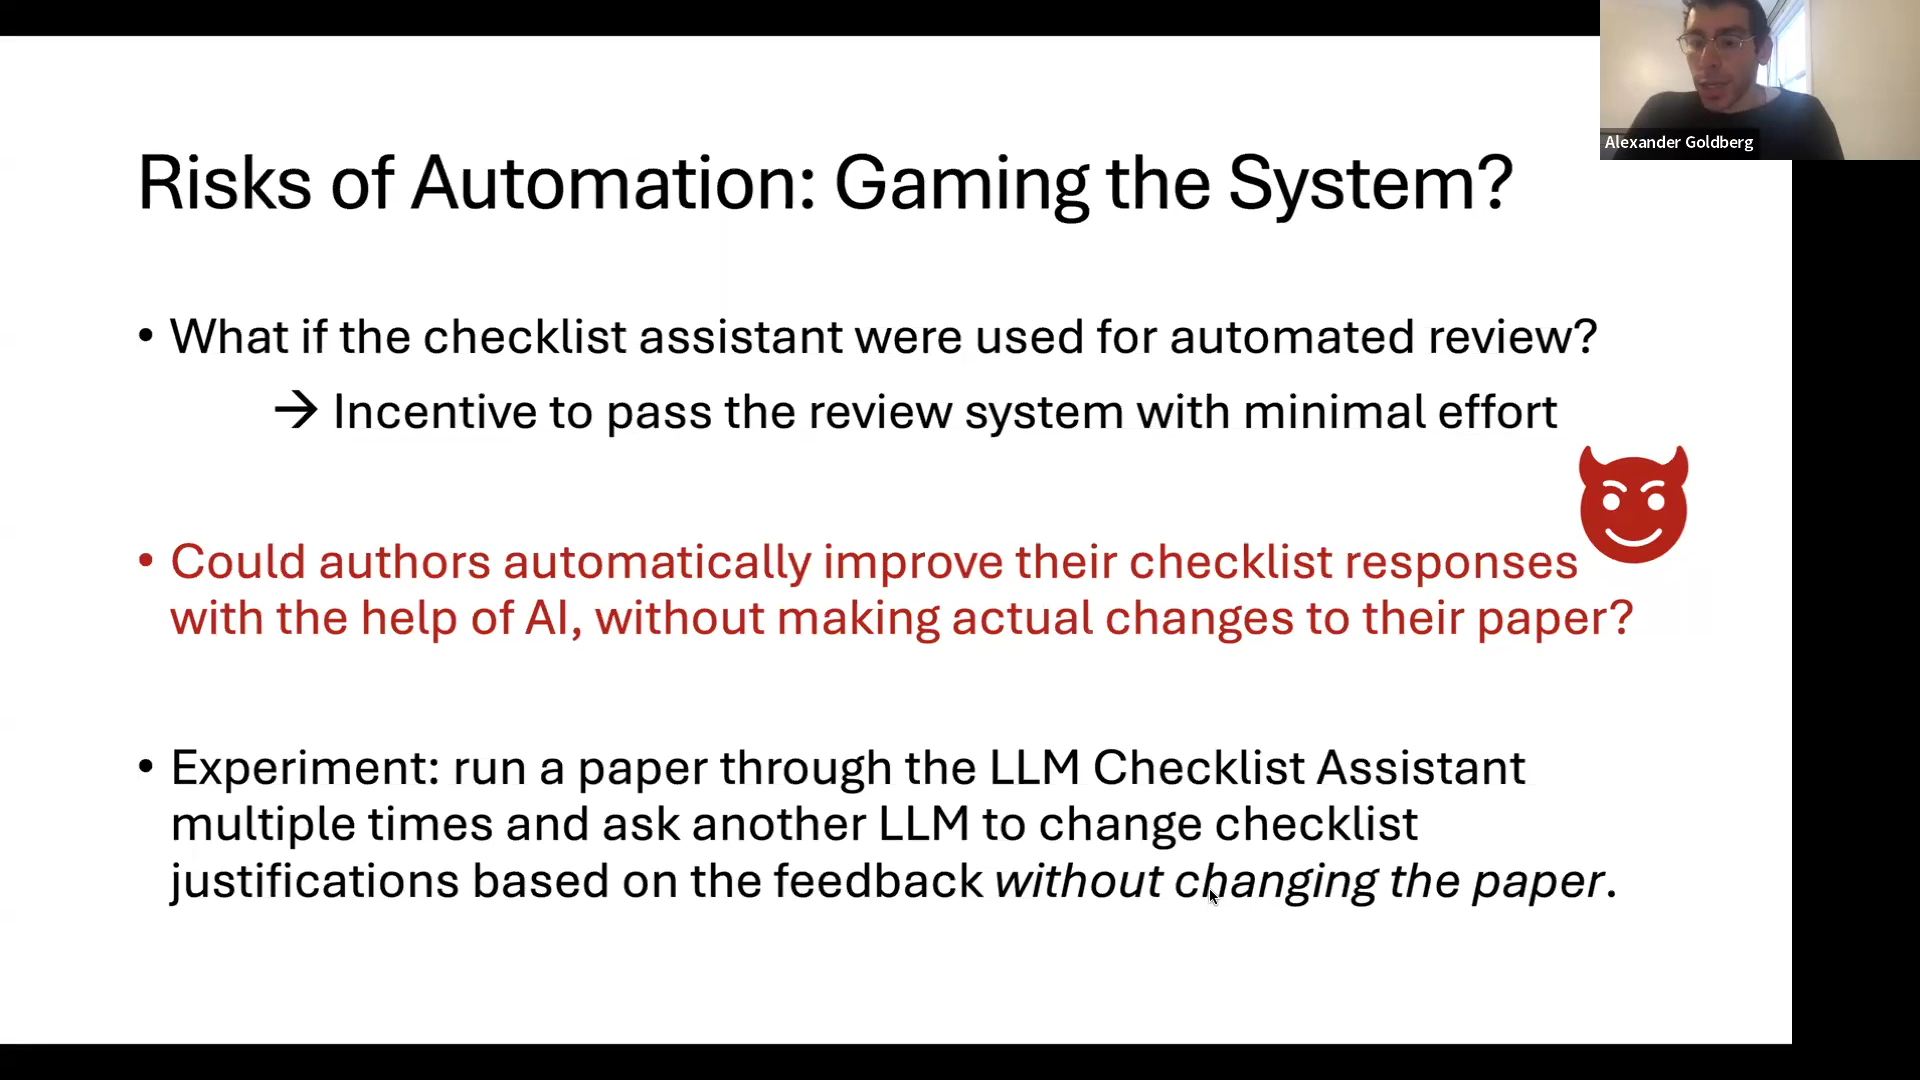 Alexander Goldberg
Risks of Automation: Gaming the System?
• What if the checklist assistant were used for automated review?
→ Incentive to pass the review system with minimal effort
• Could authors automatically improve their checklist responses
with the help of AI, without making actual changes to their paper?
• Experiment: run a paper through the LLM Checklist Assistant
multiple times and ask another LLM to change checklist
justifications based on the feedback without changing the paper.